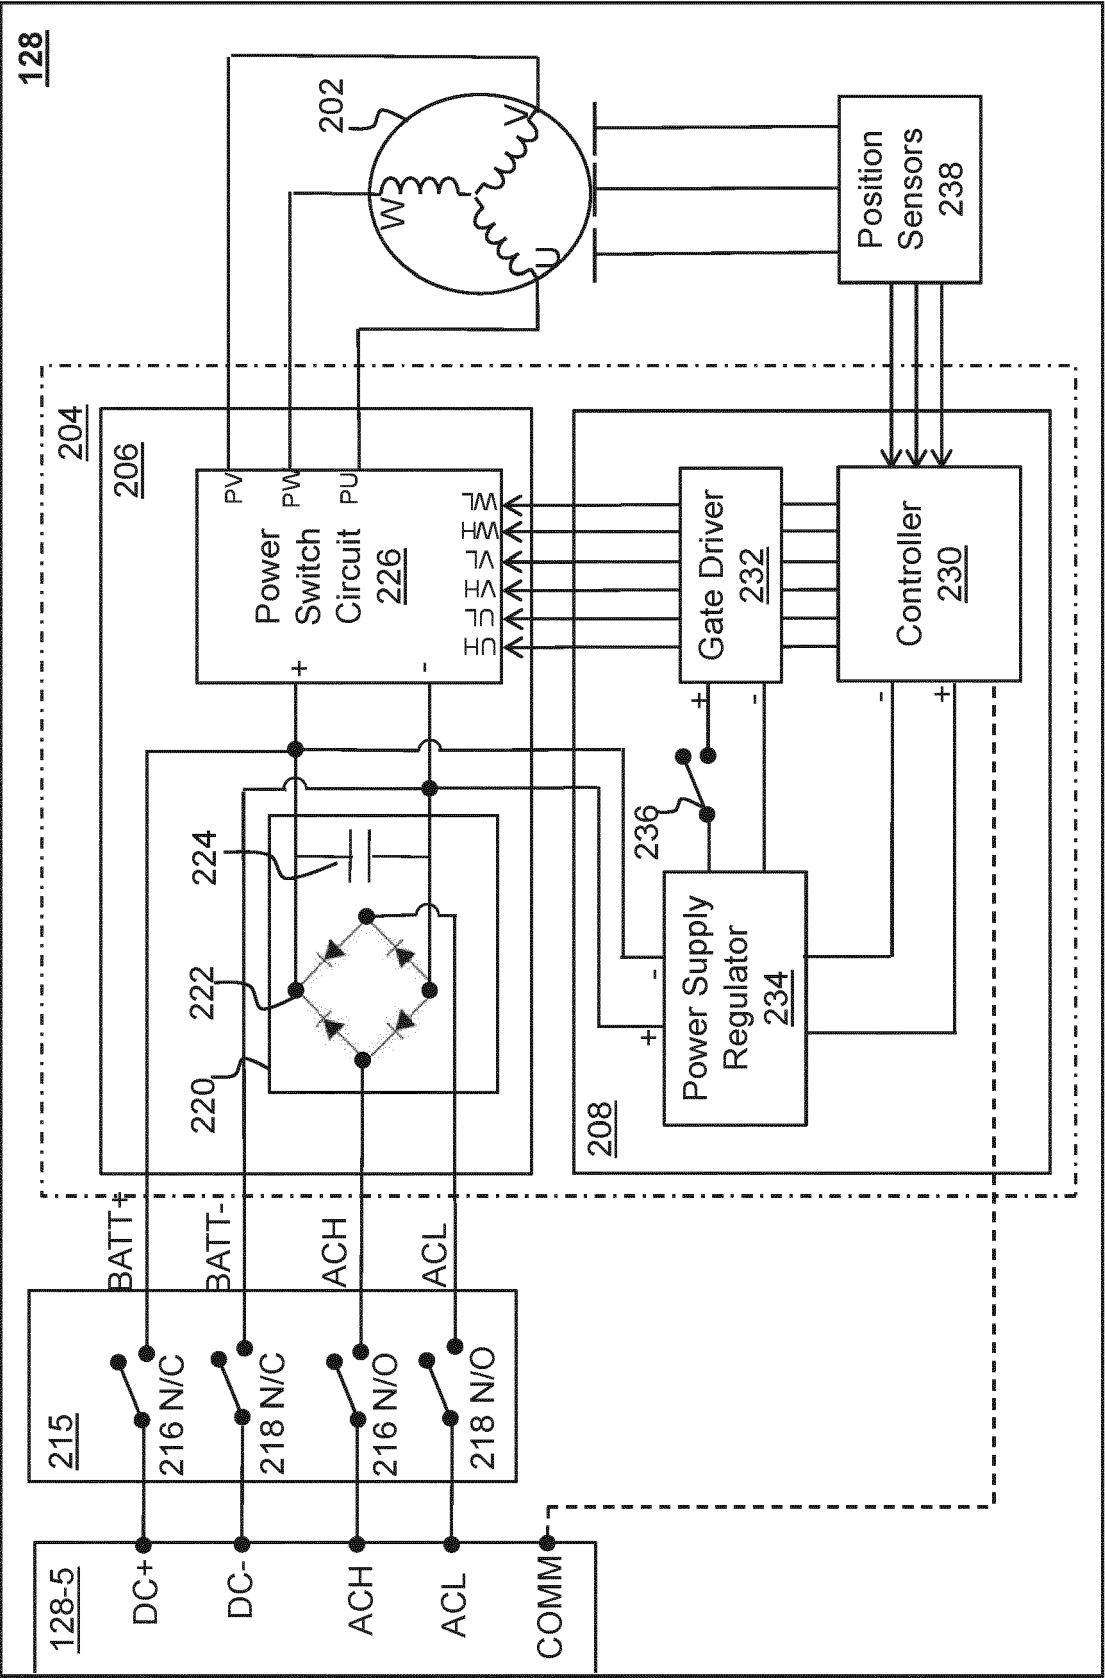 128
128-5
DC+
DC-
ACH
ACL
COMM
215
216 N/C
218 N/C
216 N/O
218 N/O
BATT+
BATT-
ACH
ACL
204
206
220
222
224
Power
Switch
Circuit
226
+
-
PV
PW
PU
UH
UL
VH
VL
WH
WL
202
W
V
U
208
Power Supply
Regulator
234
+
-
236
Gate Driver
232
+
-
Controller
230
-
+
Position
Sensors
238